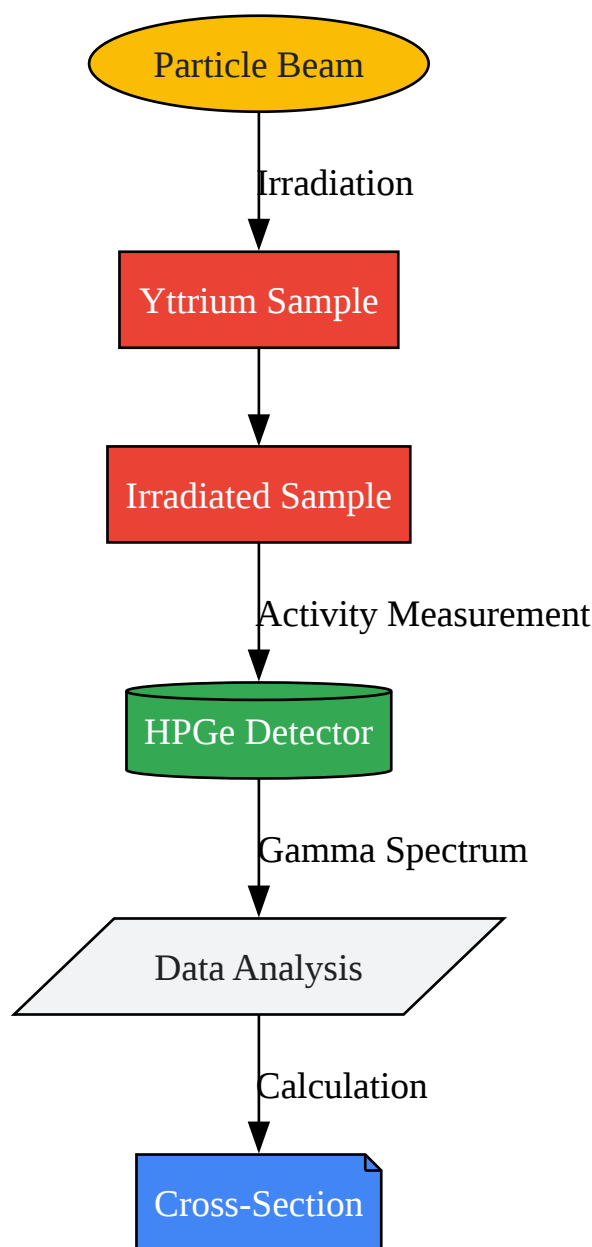 Particle Beam
Irradiation
Yttrium Sample
Irradiated Sample
Activity Measurement
HPGe Detector
Gamma Spectrum
Data Analysis
Calculation
Cross-Section